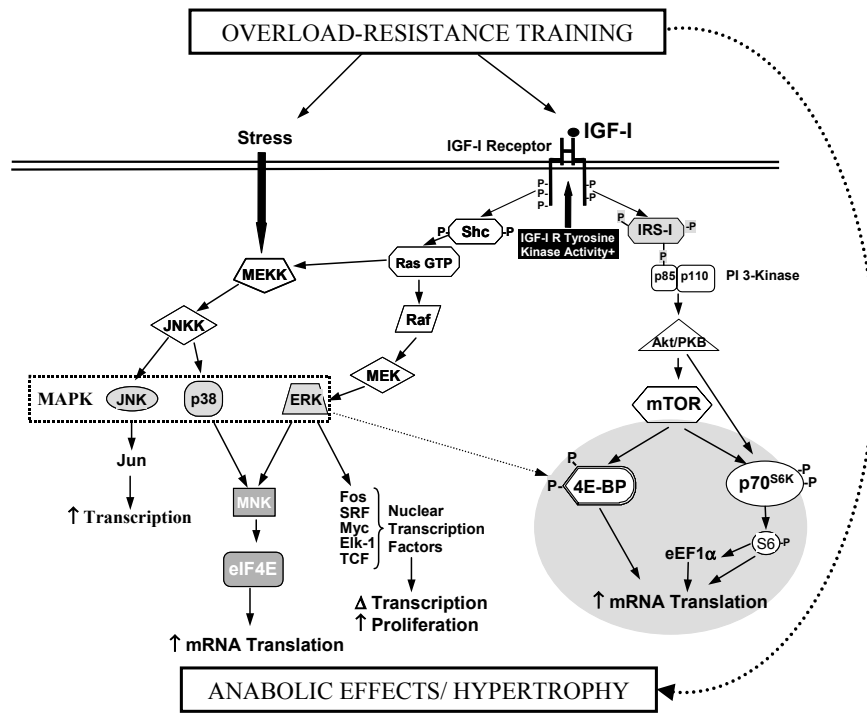 OVERLOAD-RESISTANCE TRAINING
Stress
IGF-I
IGF-I Receptor
P-
P-
P-
-P
-P
IGF-I R Tyrosine
Kinase Activity+
P-
Shc
-P
P
IRS-I
-P
P
p85
p110
PI 3-Kinase
MEKK
Ras GTP
JNKK
Raf
Akt/PKB
MEK
mTOR
MAPK
JNK
p38
ERK
P
P-
4E-BP
p70S6K
-P
-P
Jun
↑ Transcription
MNK
eIF4E
↑ mRNA Translation
Fos
SRF
Myc
Elk-1
TCF
Nuclear
Transcription
Factors
Δ Transcription
↑ Proliferation
S6
-P
eEF1α
↑ mRNA Translation
ANABOLIC EFFECTS/ HYPERTROPHY